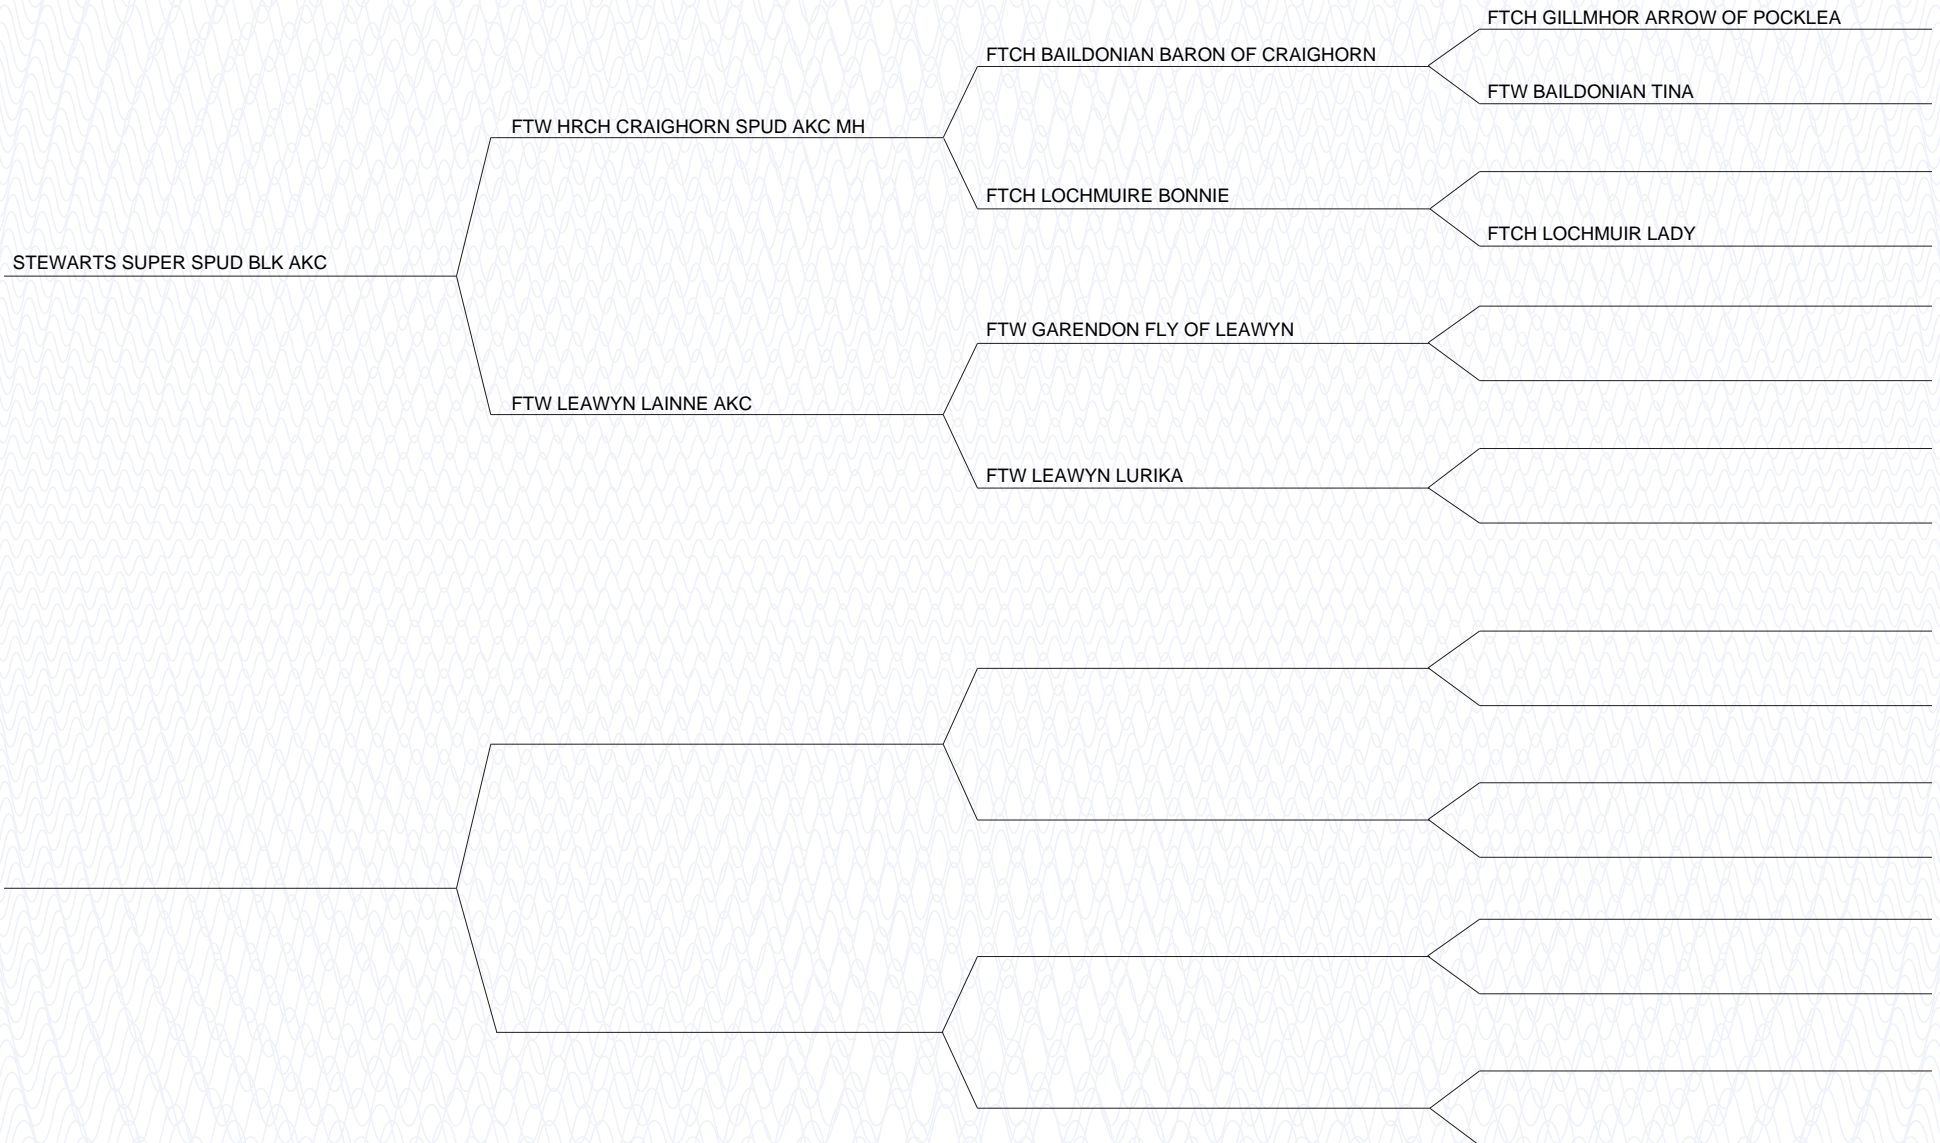 FTCH GILLMHOR ARROW OF POCKLEA
FTCH BAILDONIAN BARON OF CRAIGHORN
FTW BAILDONIAN TINA
FTW HRCH CRAIGHORN SPUD AKC MH
FTCH LOCHMUIRE BONNIE
FTCH LOCHMUIR LADY
STEWARTS SUPER SPUD BLK AKC
FTW GARENDON FLY OF LEAWYN
FTW LEAWYN LAINNE AKC
FTW LEAWYN LURIKA